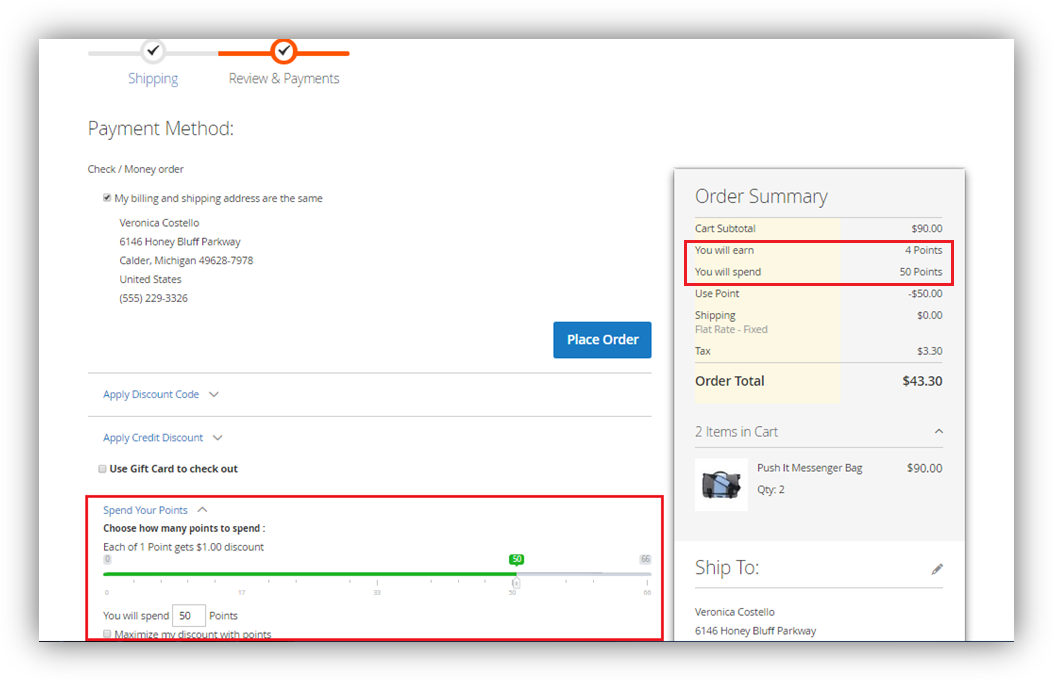 Shipping
Review & Payments
Payment Method:
Check / Money order
My billing and shipping address are the same
Veronica Costello
6146 Honey Bluff Parkway
Calder, Michigan 49628-7978
United States
(555) 229-3326
Place Order
Apply Discount Code
Apply Credit Discount
Use Gift Card to check out
Spend Your Points
Choose how many points to spend :
Each of 1 Point gets $1.00 discount
0 50 66
0 17 33 50 66
You will spend 50 Points
Maximize my discount with points
Order Summary
Cart Subtotal $90.00
You will earn 4 Points
You will spend 50 Points
Use Point -$50.00
Shipping $0.00
Flat Rate - Fixed
Tax $3.30
Order Total $43.30
2 Items in Cart
Push It Messenger Bag $90.00
Qty: 2
Ship To:
Veronica Costello
6146 Honey Bluff Parkway